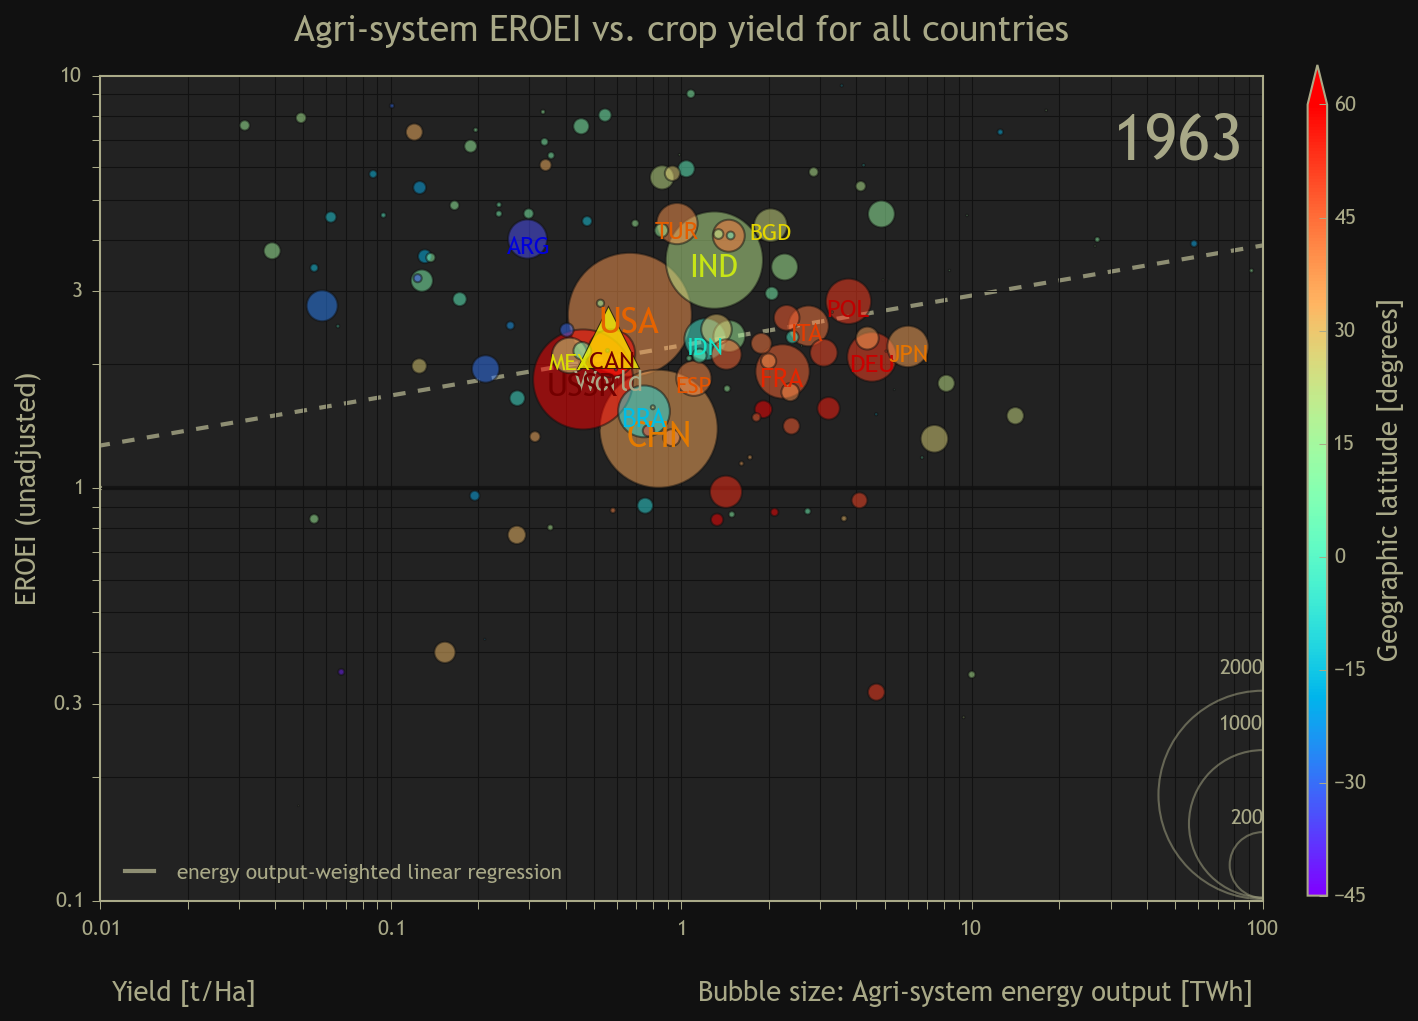 Agri-system EROEI vs. crop yield for all countries
1963
10
3
1
0.3
0.1
EROEI (unadjusted)
TUR
BGD
ARG
IND
USA
POL
ITA
IDN
MEX
CAN
World
USSR
ESP
FRA
DEU
JPN
BRA
CHN
2000
1000
200
energy output-weighted linear regression
0.01
0.1
1
10
100
Yield [t/Ha]
Bubble size: Agri-system energy output [TWh]
60
45
30
15
0
−15
−30
−45
Geographic latitude [degrees]